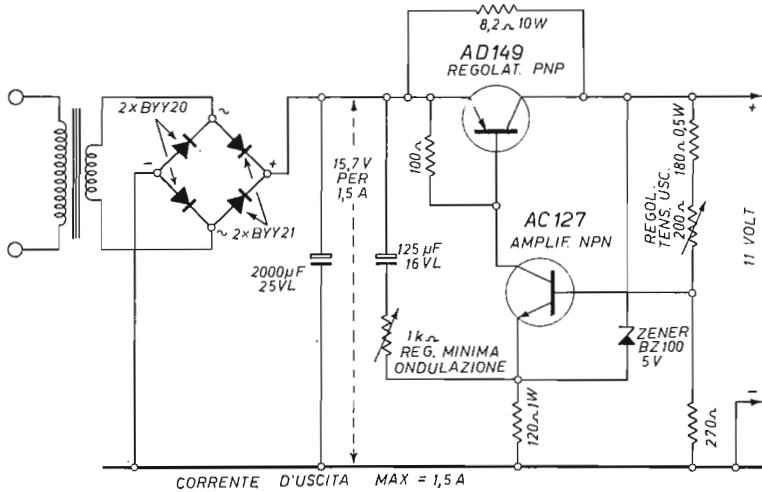 8,2Ω 10W
AD149
REGOLAT. PNP
2×BYY20
~
+
-
+
100Ω
180Ω 0,5W
15,7 V
PER
1,5 A
REGOL.
TENS. USC.
200Ω
11 VOLT
2×BYY21
~
AC127
AMPLIF. NPN
125 µF
16VL
2000µF
25VL
1kΩ
REG. MINIMA
ONDULAZIONE
ZENER
BZ100
5V
120Ω 1W
270Ω
-
CORRENTE D'USCITA MAX = 1,5 A